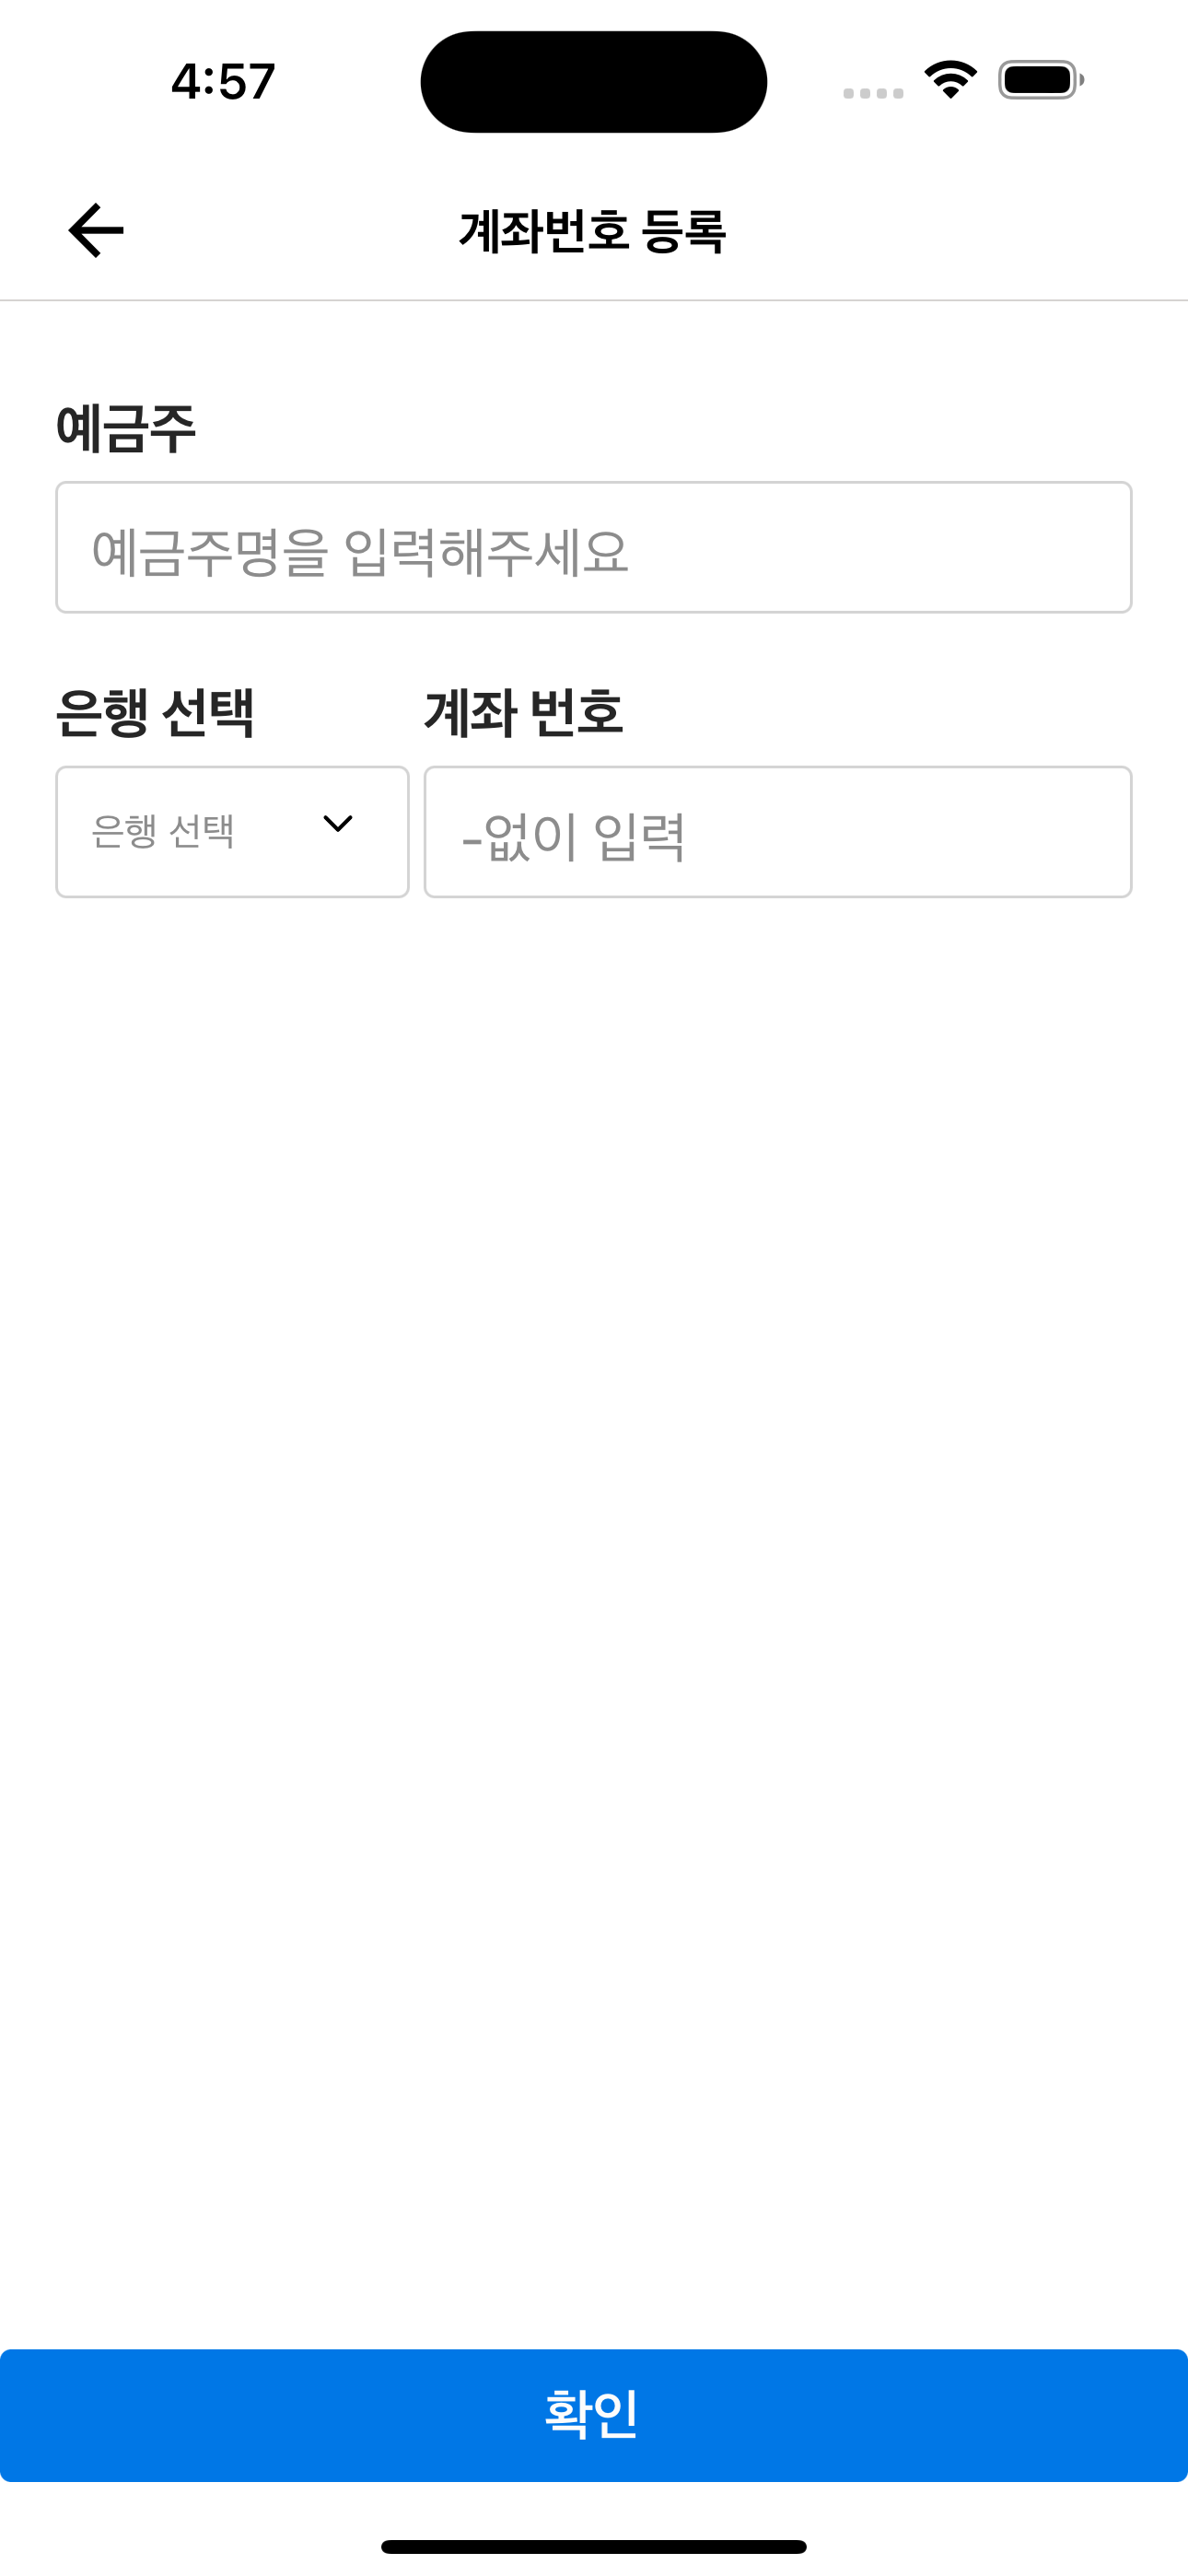 4:57
계좌번호 등록
예금주
예금주명을 입력해주세요
은행 선택 계좌 번호
은행 선택 -없이 입력
확인